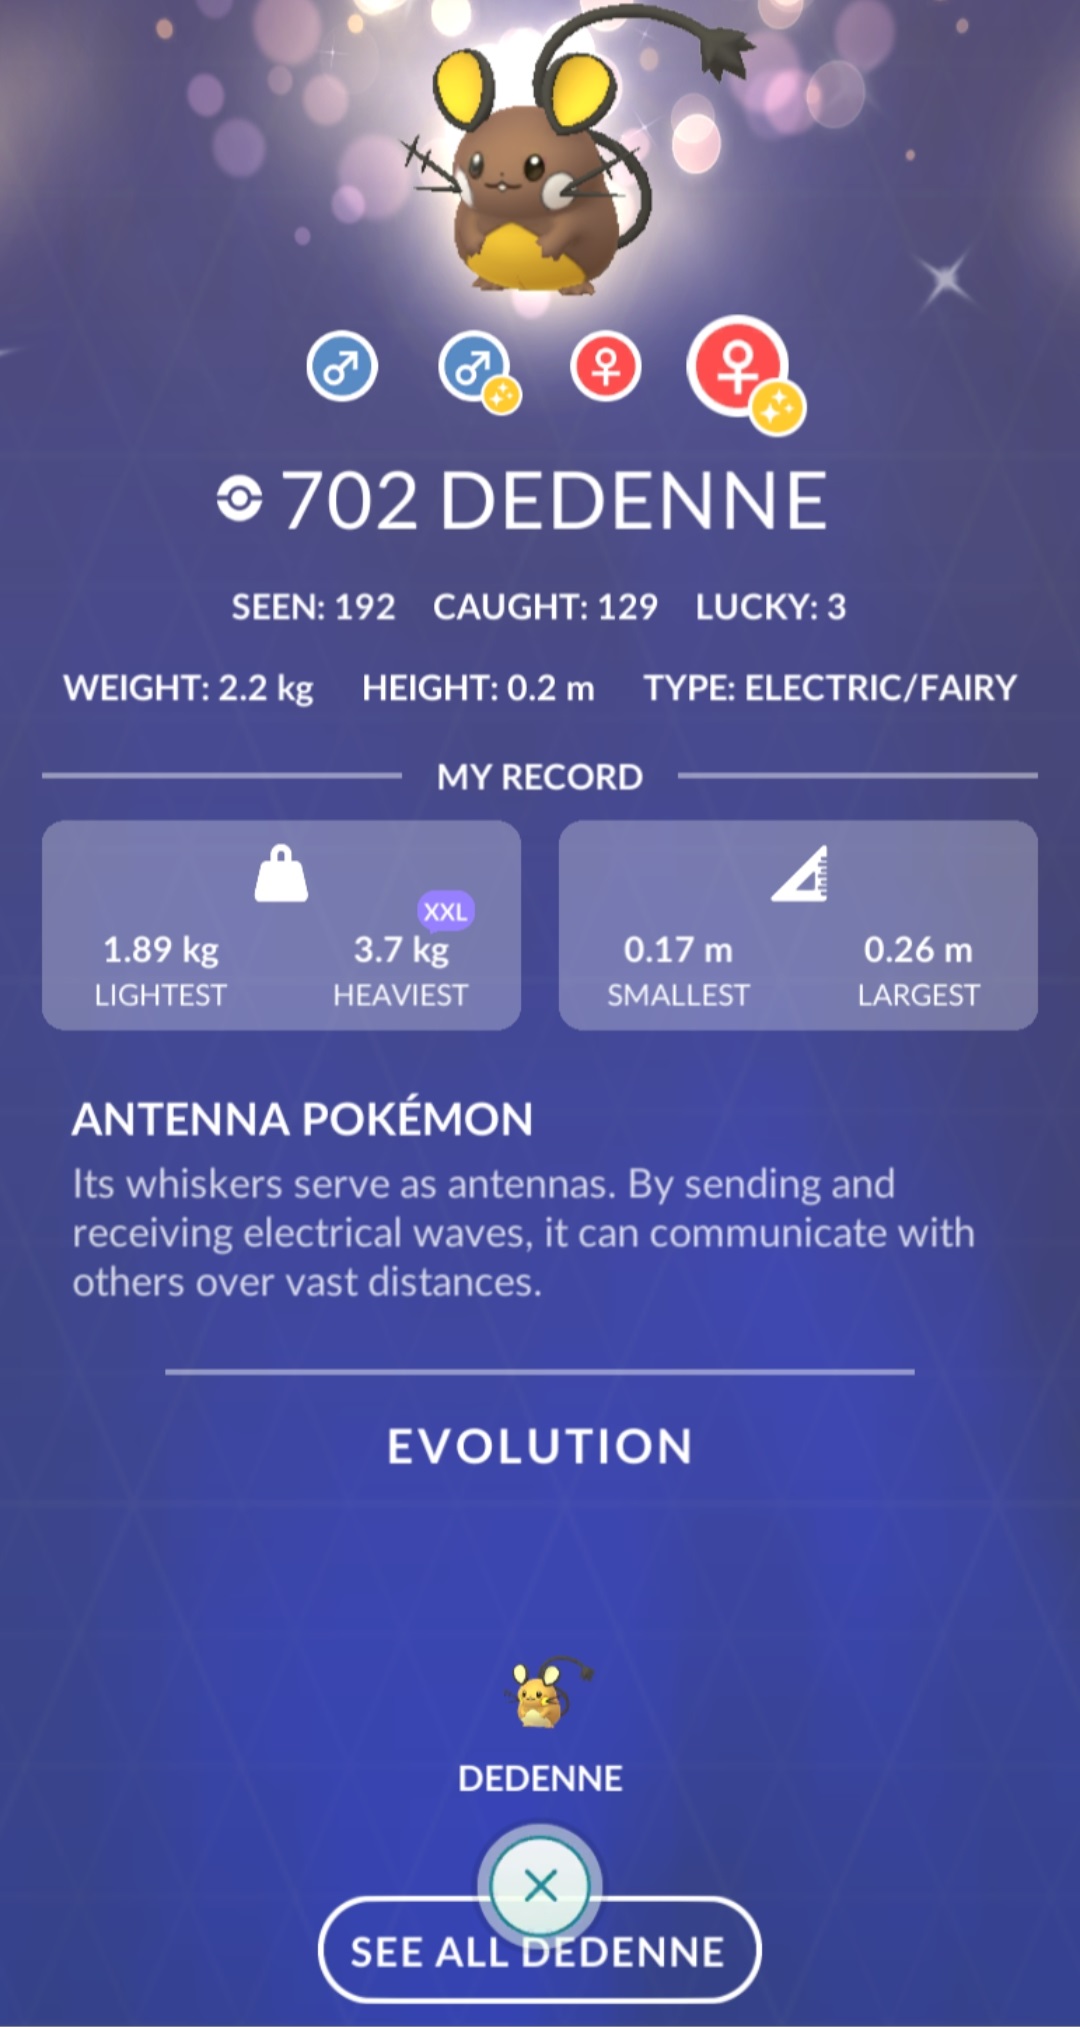 702 DEDENNE
SEEN: 192 CAUGHT: 129 LUCKY: 3
WEIGHT: 2.2 kg HEIGHT: 0.2 m TYPE: ELECTRIC/FAIRY
MY RECORD
XXL
1.89 kg 3.7 kg 0.17 m 0.26 m
LIGHTEST HEAVIEST SMALLEST LARGEST
ANTENNA POKÉMON
Its whiskers serve as antennas. By sending and
receiving electrical waves, it can communicate with
others over vast distances.
EVOLUTION
DEDENNE
SEE ALL DEDENNE